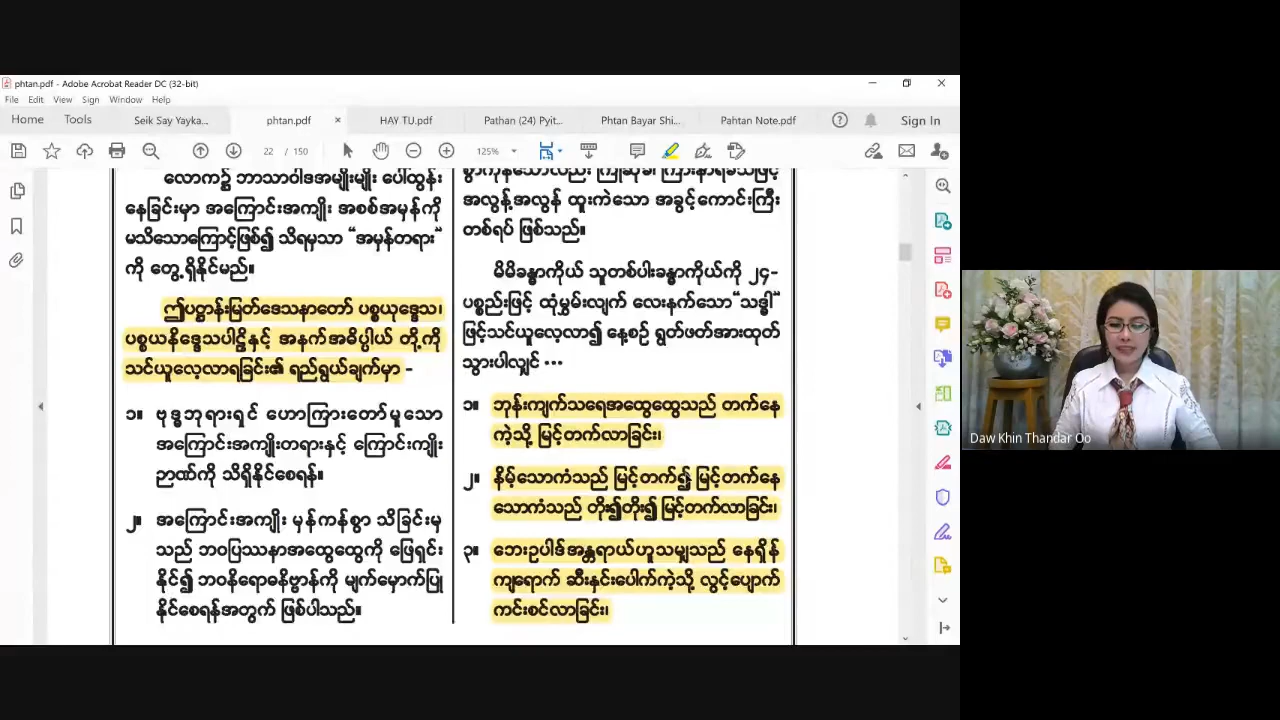 phtan.pdf - Adobe Acrobat Reader DC (32-bit)
File Edit View Sign Window Help
Home Tools Seik Say Yayka... phtan.pdf × HAY TU.pdf Pathan (24) Pyit... Phtan Bayar Shi... Pahtan Note.pdf Sign In
22 / 150 125%
လောက၌ ဘာသာဝါဒအမျိုးမျိုး ပေါ်ထွန်း
နေခြင်းမှာ အကြောင်းအကျိုး အစစ်အမှန်ကို
မသိသောကြောင့်ဖြစ်၍ သိရမှသာ “အမှန်တရား”
ကို တွေ့ရှိနိုင်မည်။
ဤပဋ္ဌာန်းမြတ်ဒေသနာတော် ပစ္စယုဒ္ဒေသ၊
ပစ္စယနိဒ္ဒေသပါဠိနှင့် အနက်အဓိပ္ပါယ် တို့ကို
သင်ယူလေ့လာရခြင်း၏ ရည်ရွယ်ချက်မှာ -
၁။ ဗုဒ္ဓဘုရားရှင် ဟောကြားတော်မူသော
အကြောင်းအကျိုးတရားနှင့် ကြောင်းကျိုး
ဉာဏ်ကို သိရှိနိုင်စေရန်။
၂။ အကြောင်းအကျိုး မှန်ကန်စွာ သိခြင်းမှ
သည် ဘဝပြဿနာအထွေထွေကို ဖြေရှင်း
နိုင်၍ ဘဝနိရောဓနိဗ္ဗာန်ကို မျက်မှောက်ပြု
နိုင်စေရန်အတွက် ဖြစ်ပါသည်။
အလွန့်အလွန် ထူးကဲသော အခွင့်ကောင်းကြီး
တစ်ရပ် ဖြစ်သည်။
မိမိခန္ဓာကိုယ် သူတစ်ပါးခန္ဓာကိုယ်ကို ၂၄-
ပစ္စည်းဖြင့် ထုံမွှမ်းလျက် လေးနက်သော“သဒ္ဓါ”
ဖြင့်သင်ယူလေ့လာ၍ နေ့စဉ် ရွတ်ဖတ်အားထုတ်
သွားပါလျှင် •••
၁။ ဘုန်းကျက်သရေအထွေထွေသည် တက်နေ
ကဲ့သို့ မြင့်တက်လာခြင်း၊
၂။ နိမ့်သောကံသည် မြင့်တက်၍ မြင့်တက်နေ
သောကံသည် တိုး၍တိုး၍ မြင့်တက်လာခြင်း၊
၃။ ဘေးဥပါဒ်အန္တရာယ်ဟူသမျှသည် နေရှိန်
ကျရောက် ဆီးနှင်းပေါက်ကဲ့သို့ လွင့်ပျောက်
ကင်းစင်လာခြင်း၊
Daw Khin Thandar Oo